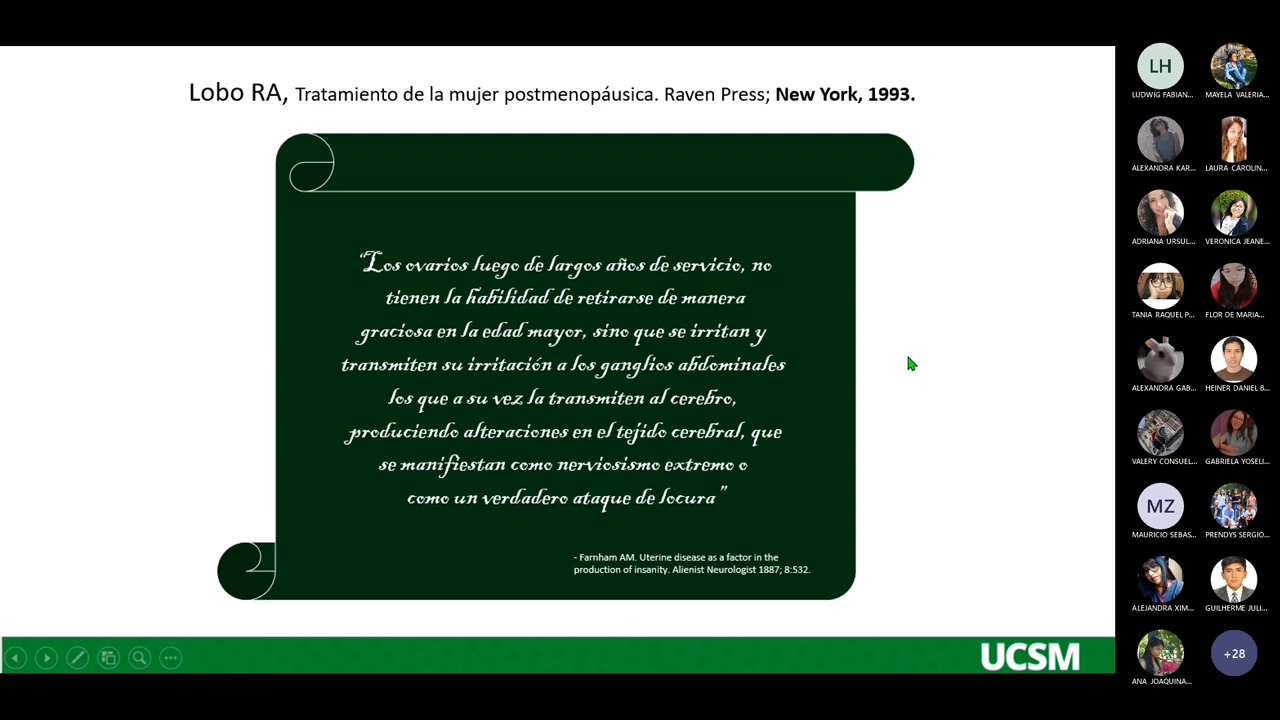 Lobo RA, Tratamiento de la mujer postmenopáusica. Raven Press; New York, 1993.
“Los ovarios luego de largos años de servicio, no
tienen la habilidad de retirarse de manera
graciosa en la edad mayor, sino que se irritan y
transmiten su irritación a los ganglios abdominales
los que a su vez la transmiten al cerebro,
produciendo alteraciones en el tejido cerebral, que
se manifiestan como nerviosismo extremo o
como un verdadero ataque de locura”
- Farnham AM. Uterine disease as a factor in the
production of insanity. Alienist Neurologist 1887; 8:532.
UCSM
LH
LUDWIG FABIAN...
MAYELA VALERIA...
ALEXANDRA KAR...
LAURA CAROLIN...
ADRIANA URSUL...
VERONICA JEANE...
TANIA RAQUEL P...
FLOR DE MARIA...
ALEXANDRA GAB...
HEINER DANIEL B...
VALERY CONSUEL...
GABRIELA YOSELI...
MZ
MAURICIO SEBAS...
PRENDYS SERGIO...
ALEJANDRA XIM...
GUILHERME JULI...
ANA JOAQUINA...
+28